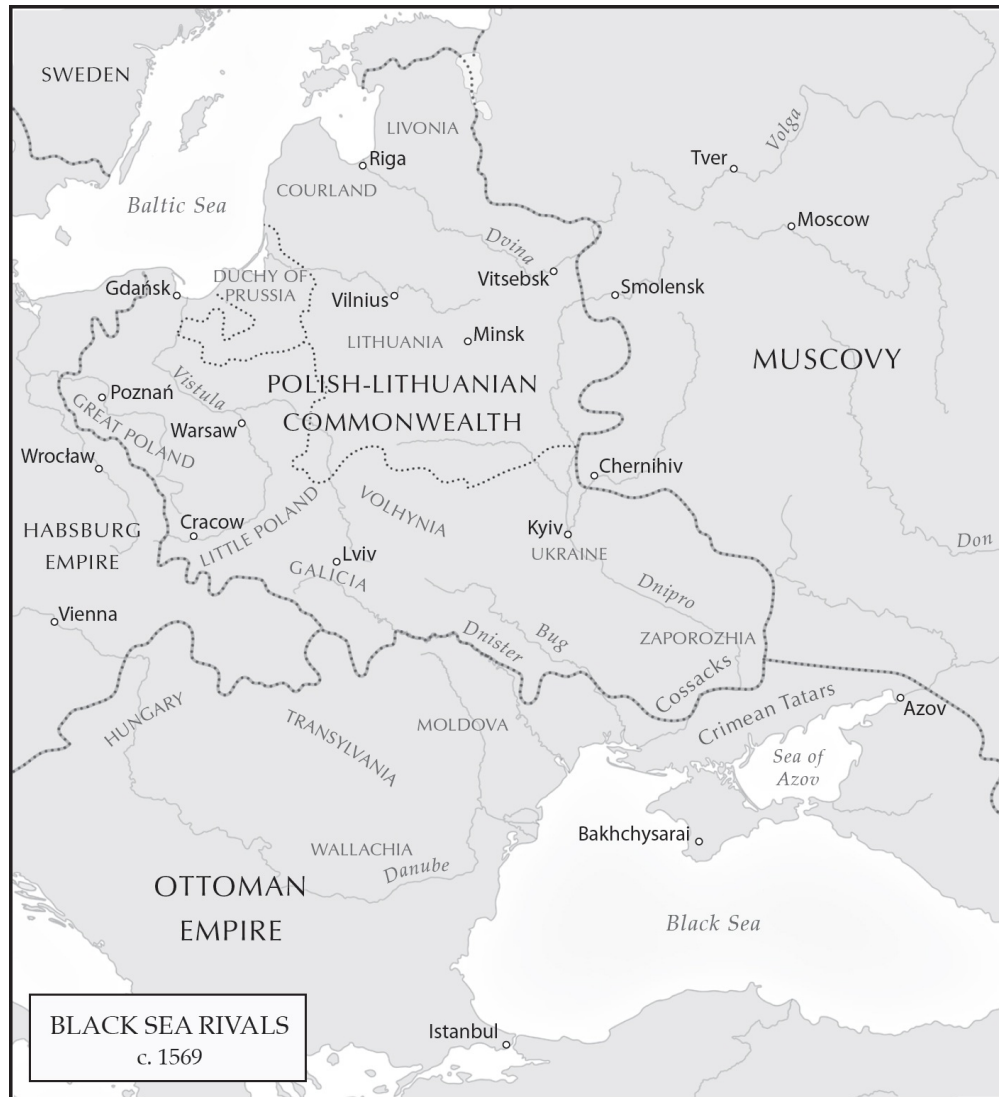 SWEDEN
LIVONIA
Riga
COURLAND
Baltic Sea
Volga
Tver
Moscow
Dvina
Vitsebsk
Smolensk
DUCHY OF
PRUSSIA
Gdańsk
Vilnius
LITHUANIA
Minsk
MUSCOVY
POLISH-LITHUANIAN
COMMONWEALTH
Vistula
Poznań
GREAT POLAND
Warsaw
Wrocław
Chernihiv
VOLHYNIA
LITTLE POLAND
Cracow
HABSBURG
EMPIRE
Kyiv
UKRAINE
Don
Lviv
GALICIA
Dnipro
Vienna
Dnister
Bug
ZAPOROZHIA
Cossacks
Crimean Tatars
Azov
HUNGARY
TRANSYLVANIA
MOLDOVA
Sea of
Azov
Bakhchysarai
WALLACHIA
Danube
OTTOMAN
EMPIRE
Black Sea
Istanbul
BLACK SEA RIVALS
c. 1569